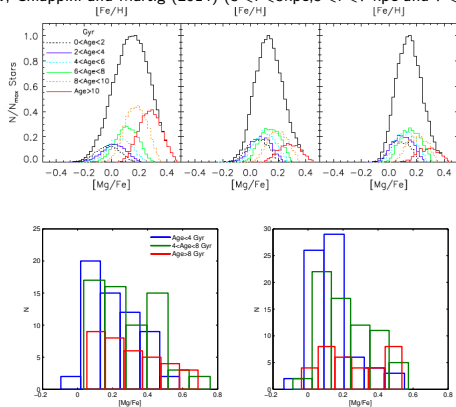 Chiappini and Martig (2014)
[Fe/H] [Fe/H] [Fe/H]
N/Nmax Stars
1.0
0.8
0.6
0.4
0.2
0.0
Gyr
0<Age<2
2<Age<4
4<Age<6
6<Age<8
8<Age<10
Age>10
−0.4 −0.2 0.0 0.2 0.4 −0.4 −0.2 0.0 0.2 0.4 −0.4 −0.2 0.0 0.2 0.4
[Mg/Fe] [Mg/Fe] [Mg/Fe]
N
25
20
15
10
5
0
Age<4 Gyr
4<Age<8 Gyr
Age>8 Gyr
−0.2 0 0.2 0.4 0.6 0.8
[Mg/Fe]
N
30
25
20
15
10
5
0
−0.2 0 0.2 0.4 0.6 0.8
[Mg/Fe]